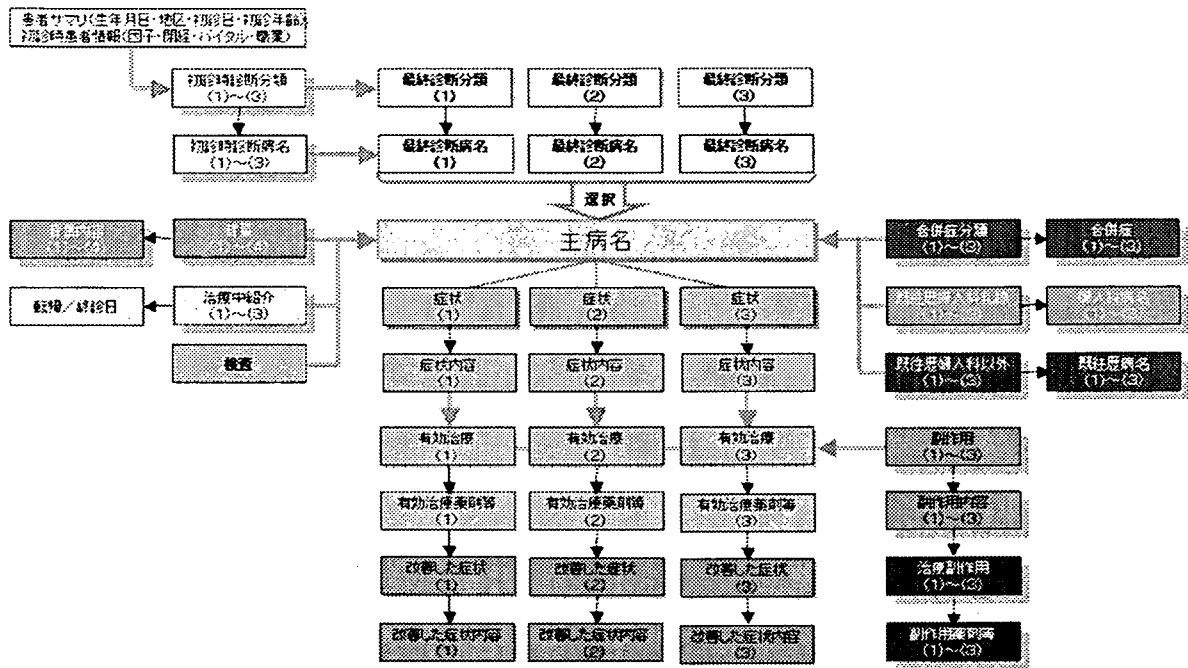 患者サマリ(生年月日・地区・初診日・初診年齢)
初診時患者情報(因子・閉経・バイタル・職業)
初診時診断分類
(1)～(3)
最終診断分類
(1)
最終診断分類
(2)
最終診断分類
(3)
初診時診断病名
(1)～(3)
最終診断病名
(1)
最終診断病名
(2)
最終診断病名
(3)
選択
主病名
合併症分類
(1)～(3)
合併症
(1)～(3)
転帰／終診日
治療中紹介
(1)～(3)
検査
症状
(1)
症状
(2)
症状
(3)
症状内容
(1)
症状内容
(2)
症状内容
(3)
既往症婦人科以外
(1)～(3)
既往症病名
(1)～(3)
有効治療
(1)
有効治療
(2)
有効治療
(3)
副作用
(1)～(3)
有効治療薬剤等
(1)
有効治療薬剤等
(2)
有効治療薬剤等
(3)
副作用内容
(1)～(3)
改善した症状
(1)
改善した症状
(2)
改善した症状
(3)
治療副作用
(1)～(3)
改善した症状内容
(1)
改善した症状内容
(2)
改善した症状内容
(3)
副作用薬剤等
(1)～(3)